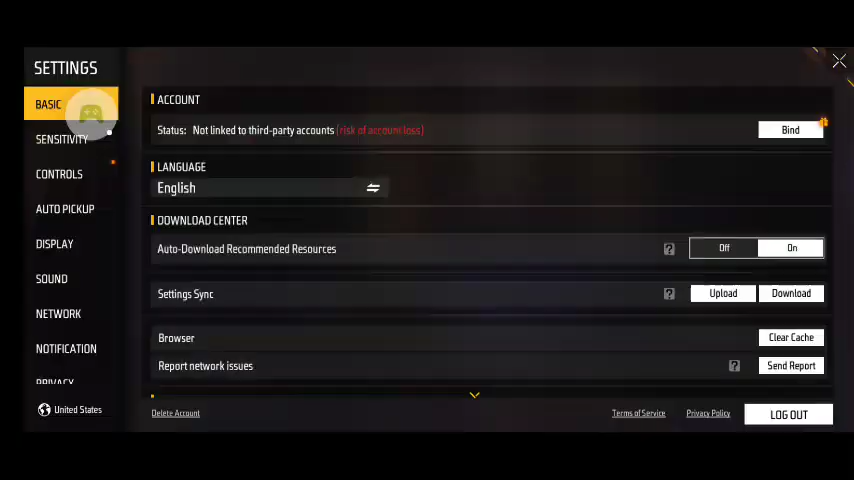 SETTINGS
BASIC
SENSITIVITY
CONTROLS
AUTO PICKUP
DISPLAY
SOUND
NETWORK
NOTIFICATION
PRIVACY
United States
ACCOUNT
Status: Not linked to third-party accounts (risk of account loss)
Bind
LANGUAGE
English
DOWNLOAD CENTER
Auto-Download Recommended Resources
? Off On
Settings Sync
? Upload Download
Browser
Clear Cache
Report network issues
? Send Report
Delete Account
Terms of Service Privacy Policy LOG OUT